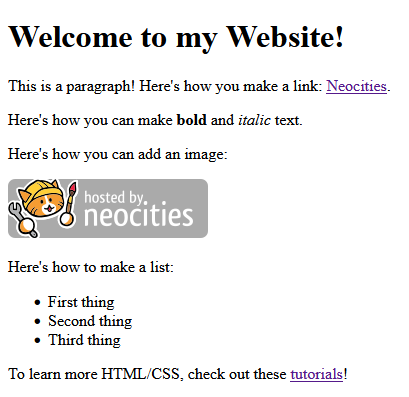 Welcome to my Website!
This is a paragraph! Here's how you make a link: Neocities.
Here's how you can make bold and italic text.
Here's how you can add an image:
hosted by
neocities
Here's how to make a list:
• First thing
• Second thing
• Third thing
To learn more HTML/CSS, check out these tutorials!